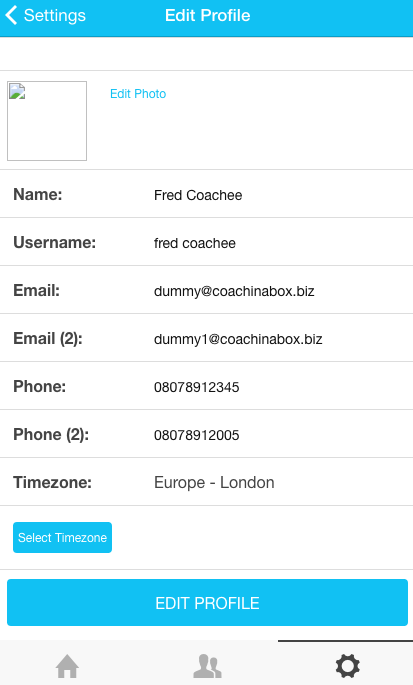 Settings Edit Profile
Edit Photo
Name: Fred Coachee
Username: fred coachee
Email: dummy@coachinabox.biz
Email (2): dummy1@coachinabox.biz
Phone: 08078912345
Phone (2): 08078912005
Timezone: Europe - London
Select Timezone
EDIT PROFILE